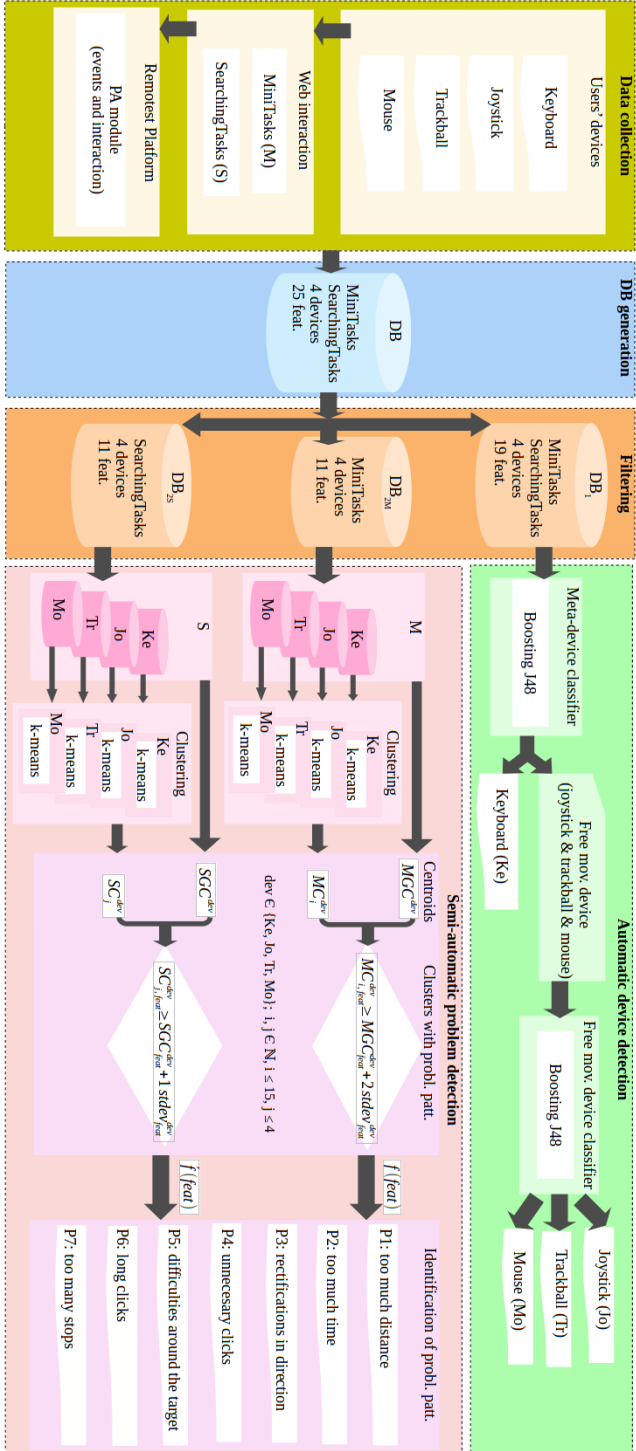 Data collection
Users' devices
Keyboard
Joystick
Trackball
Mouse
Web interaction
MiniTasks (M)
SearchingTasks (S)
Remotest Platform
PA module
(events and interaction)
DB generation
DB
MiniTasks
SearchingTasks
4 devices
25 feat.
Filtering
DB1
MiniTasks
SearchingTasks
4 devices
19 feat.
DB2M
MiniTasks
4 devices
11 feat.
DB2S
SearchingTasks
4 devices
11 feat.
Automatic device detection
Meta-device classifier
Boosting J48
Free mov. device
(joystick & trackball & mouse)
Keyboard (Ke)
Free mov. device classifier
Boosting J48
Joystick (Jo)
Trackball (Tr)
Mouse (Mo)
Semi-automatic problem detection
M
Ke
Jo
Tr
Mo
Clustering
Ke
k-means
Jo
k-means
Tr
k-means
Mo
k-means
S
Ke
Jo
Tr
Mo
Clustering
Ke
k-means
Jo
k-means
Tr
k-means
Mo
k-means
Centroids
Clusters with probl. patt.
MGC^dev
MC_i^dev
MC_i,feat^dev ≥ MGC_feat^dev + 2 stdev_feat^dev
dev ∈ {Ke, Jo, Tr, Mo}; i, j ∈ ℕ, i ≤ 15, j ≤ 4
SGC^dev
SC_j^dev
SC_j,feat^dev ≥ SGC_feat^dev + 1 stdev_feat^dev
f(feat)
f(feat)
Identification of probl. patt.
P1: too much distance
P2: too much time
P3: rectifications in direction
P4: unnecesary clicks
P5: difficulties around the target
P6: long clicks
P7: too many stops